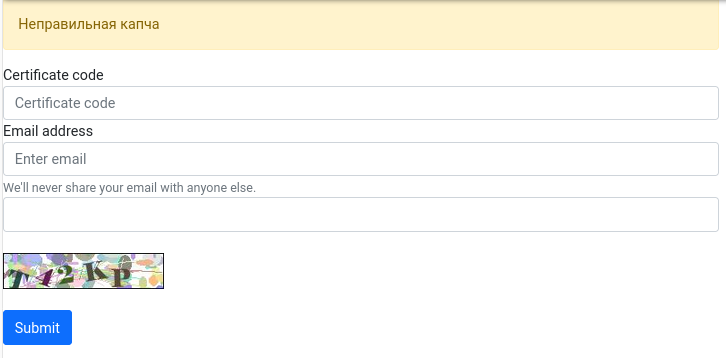 Неправильная капча
Certificate code
Certificate code
Email address
Enter email
We'll never share your email with anyone else.
T42KP
Submit